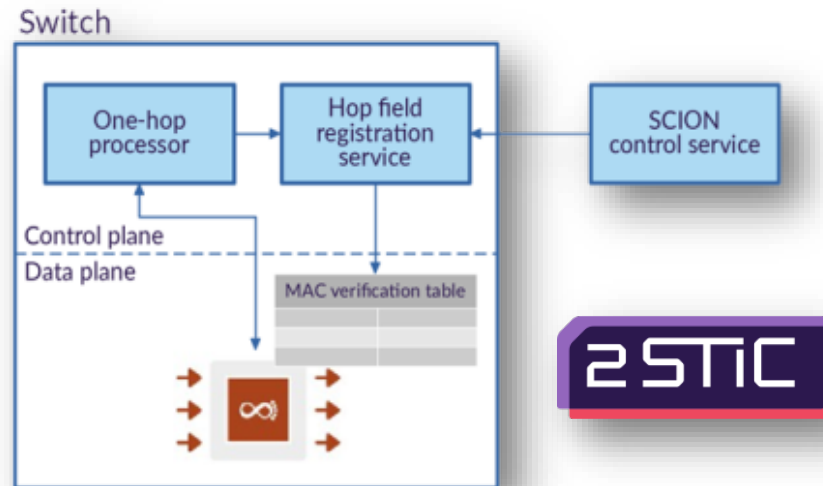 Switch
One-hop
processor
Hop field
registration
service
SCION
control service
Control plane
Data plane
MAC verification table
2STiC